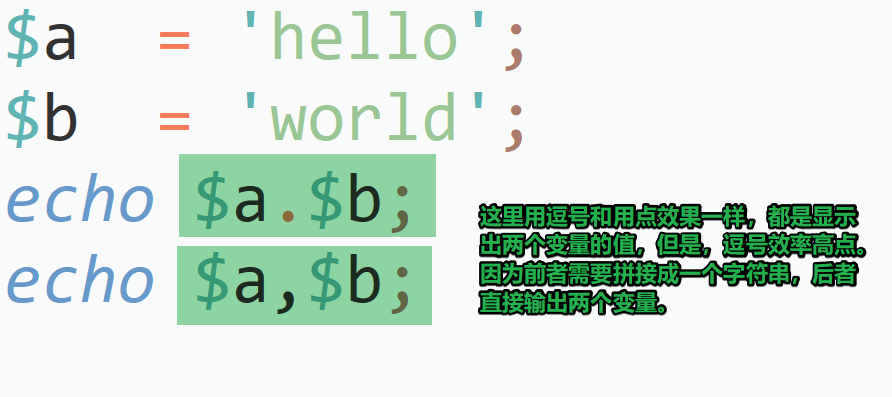 $a = 'hello';
$b = 'world';
echo $a.$b;
echo $a,$b;
这里用逗号和用点效果一样，都是显示
出两个变量的值，但是，逗号效率高点。
因为前者需要拼接成一个字符串，后者
直接输出两个变量。